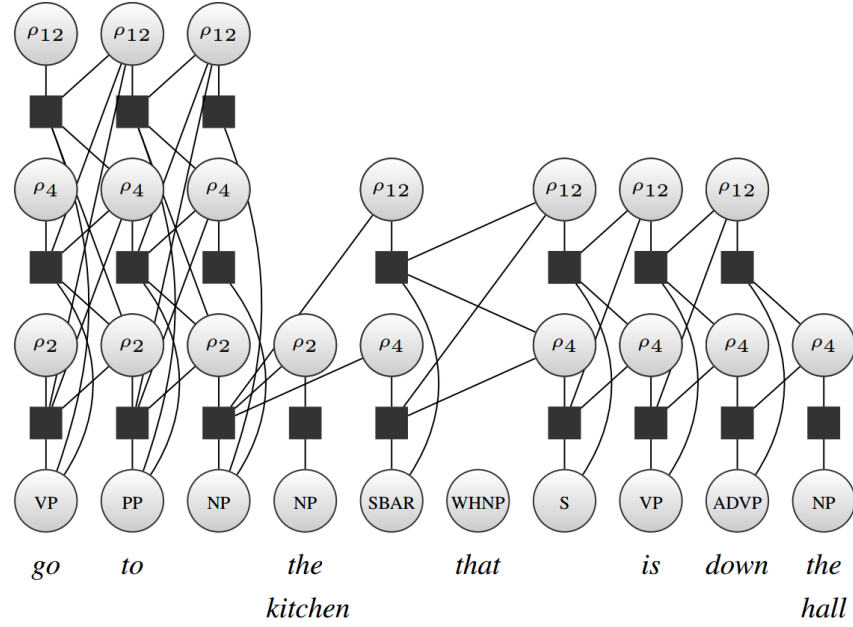 ρ12 ρ12 ρ12
ρ4 ρ4 ρ4 ρ12 ρ12 ρ12 ρ12
ρ2 ρ2 ρ2 ρ2 ρ4 ρ4 ρ4 ρ4 ρ4
VP PP NP NP SBAR WHNP S VP ADVP NP
go to the that is down the
kitchen hall